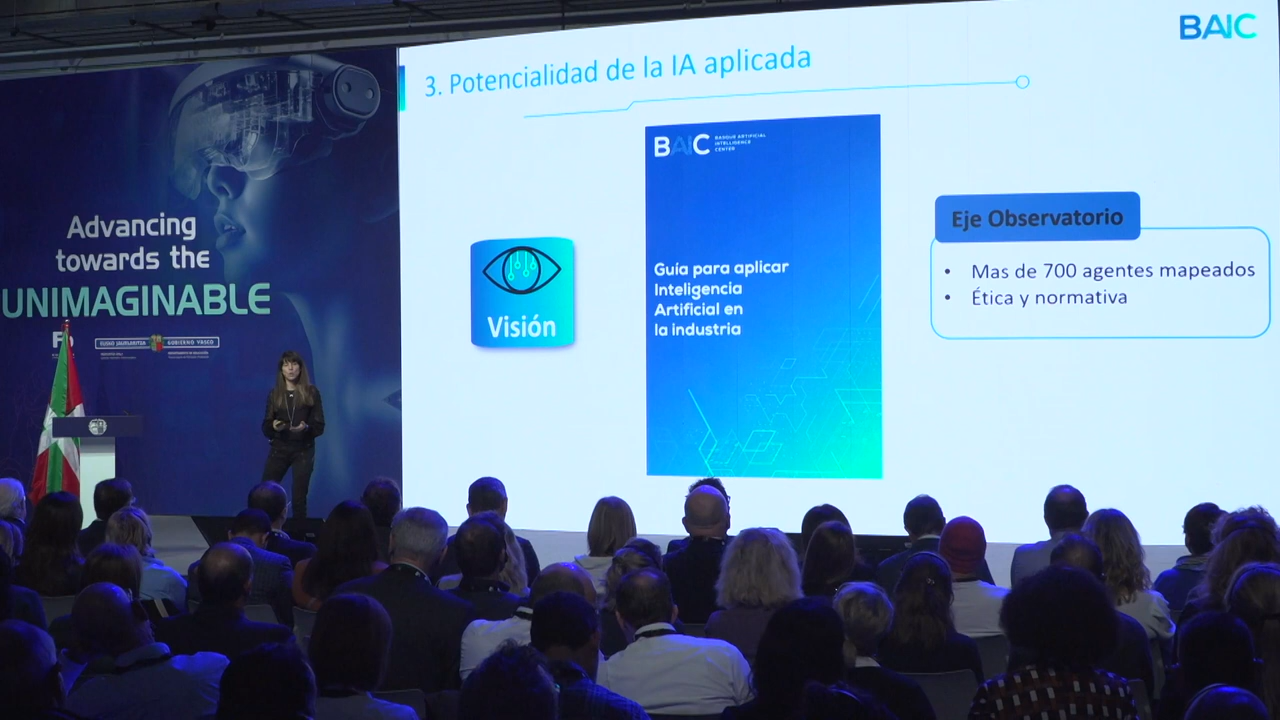 BAIC
3. Potencialidad de la IA aplicada
BAIC
BASQUE ARTIFICIAL
INTELLIGENCE
CENTER
Guía para aplicar
Inteligencia
Artificial en
la industria
Visión
Eje Observatorio
• Mas de 700 agentes mapeados
• Ética y normativa
Advancing
towards the
UNIMAGINABLE
EUSKO JAURLARITZA
GOBIERNO VASCO